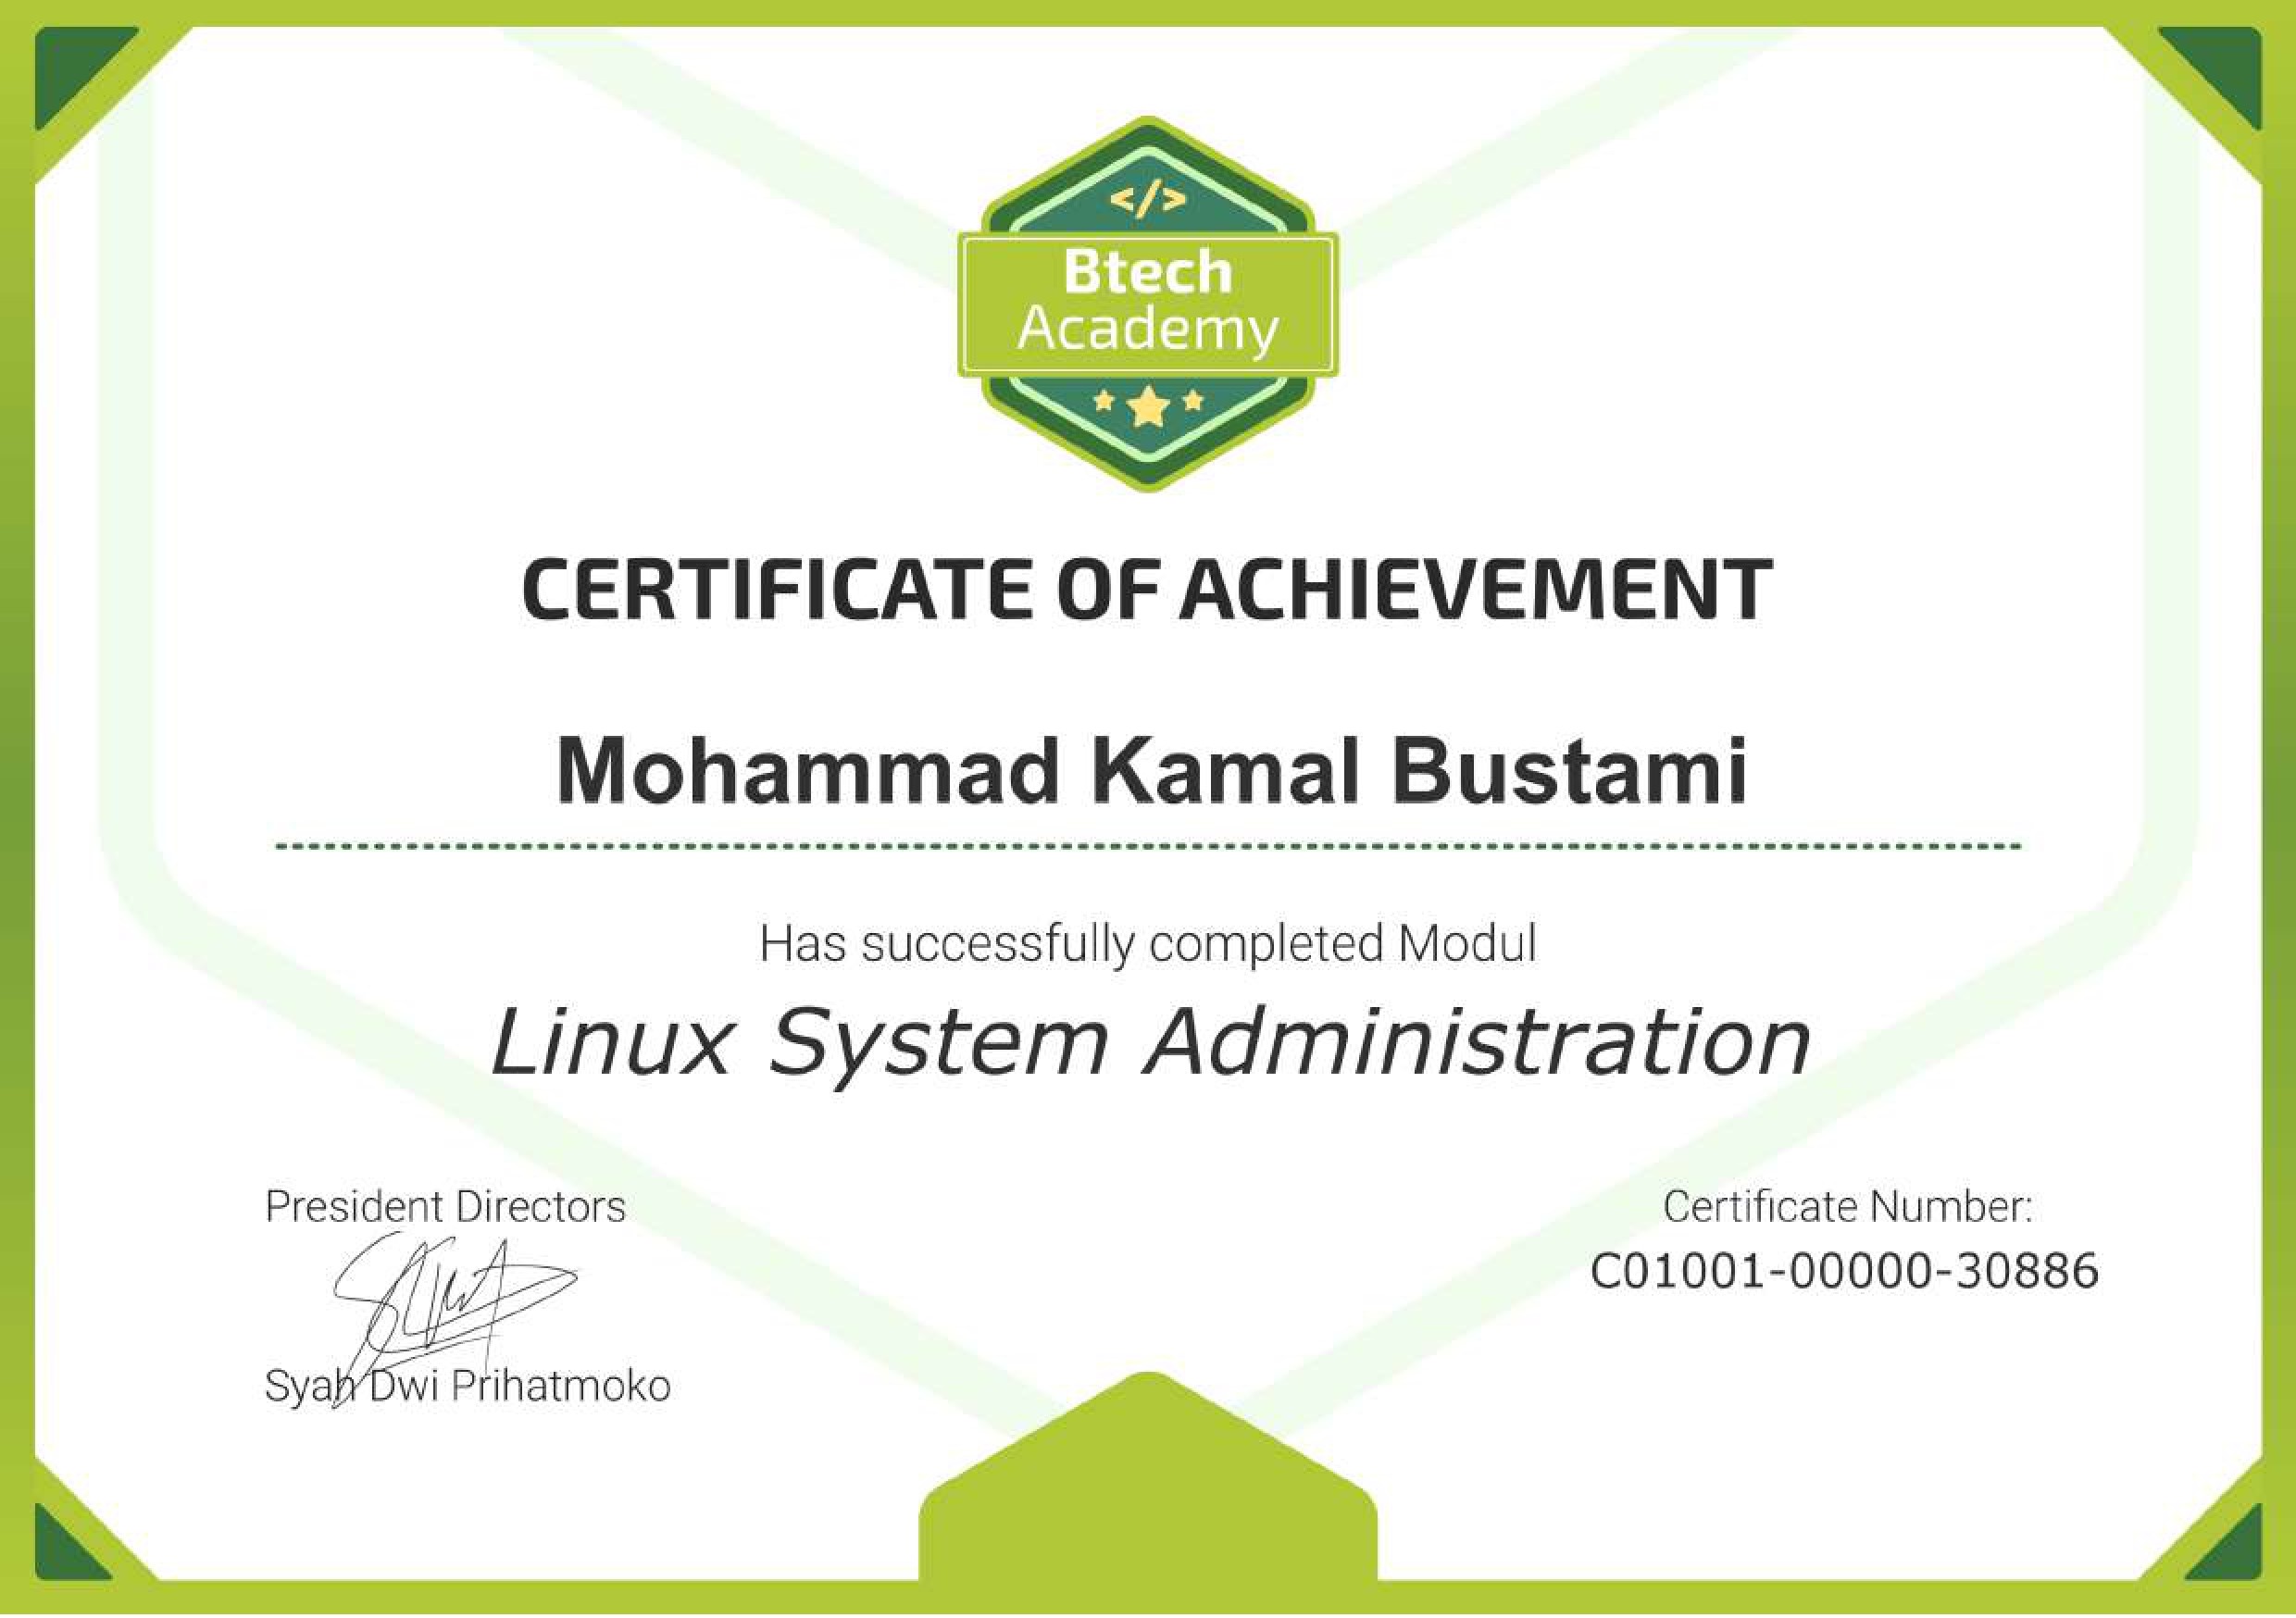 </>
Btech
Academy
CERTIFICATE OF ACHIEVEMENT
Mohammad Kamal Bustami
Has successfully completed Modul
Linux System Administration
President Directors
Syah Dwi Prihatmoko
Certificate Number:
C01001-00000-30886